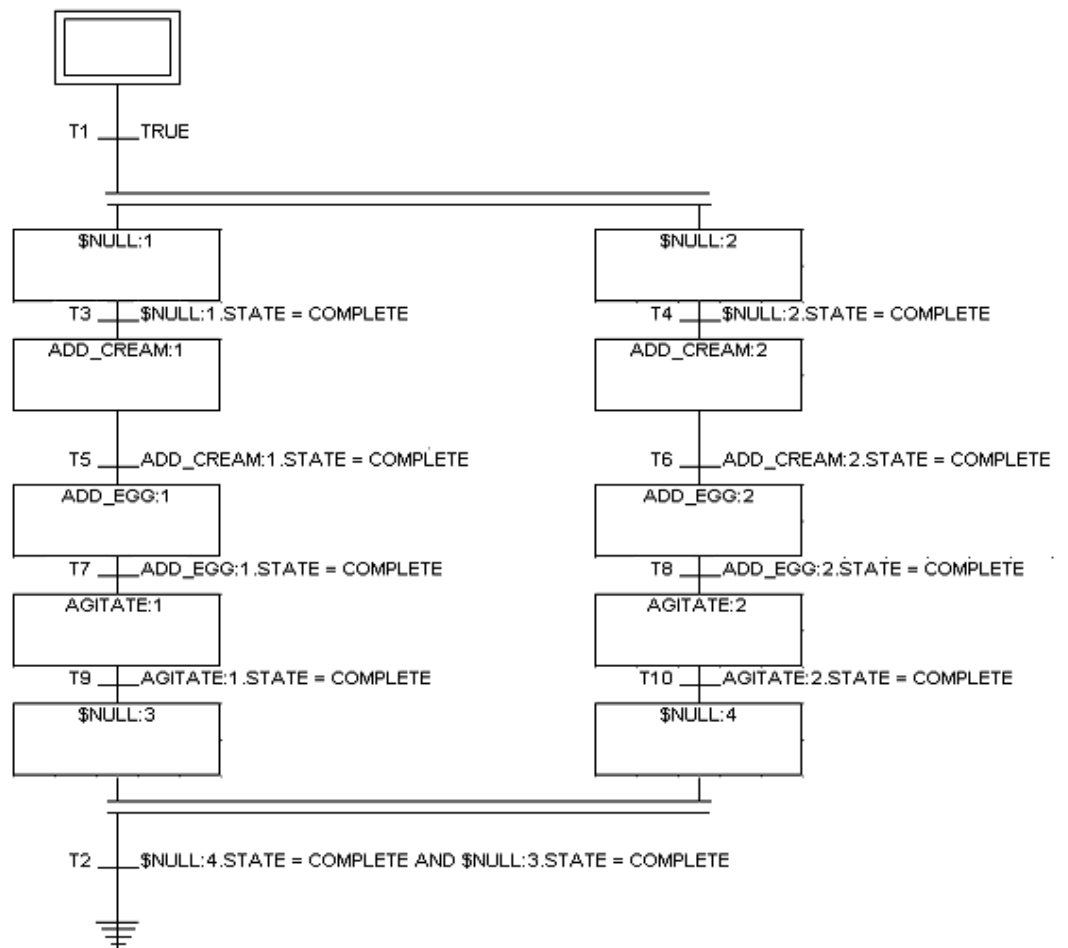 T1 TRUE
$NULL:1 $NULL:2
T3 $NULL:1.STATE = COMPLETE T4 $NULL:2.STATE = COMPLETE
ADD_CREAM:1 ADD_CREAM:2
T5 ADD_CREAM:1.STATE = COMPLETE T6 ADD_CREAM:2.STATE = COMPLETE
ADD_EGG:1 ADD_EGG:2
T7 ADD_EGG:1.STATE = COMPLETE T8 ADD_EGG:2.STATE = COMPLETE
AGITATE:1 AGITATE:2
T9 AGITATE:1.STATE = COMPLETE T10 AGITATE:2.STATE = COMPLETE
$NULL:3 $NULL:4
T2 $NULL:4.STATE = COMPLETE AND $NULL:3.STATE = COMPLETE